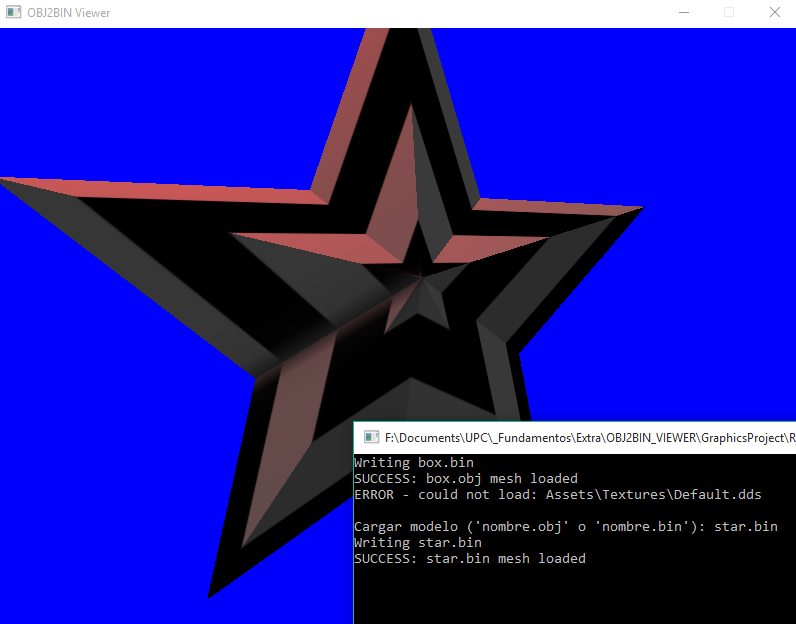 OBJ2BIN Viewer
F:\Documents\UPC\_Fundamentos\Extra\OBJ2BIN_VIEWER\GraphicsProject\R
Writing box.bin
SUCCESS: box.obj mesh loaded
ERROR - could not load: Assets\Textures\Default.dds
Cargar modelo ('nombre.obj' o 'nombre.bin'): star.bin
Writing star.bin
SUCCESS: star.bin mesh loaded